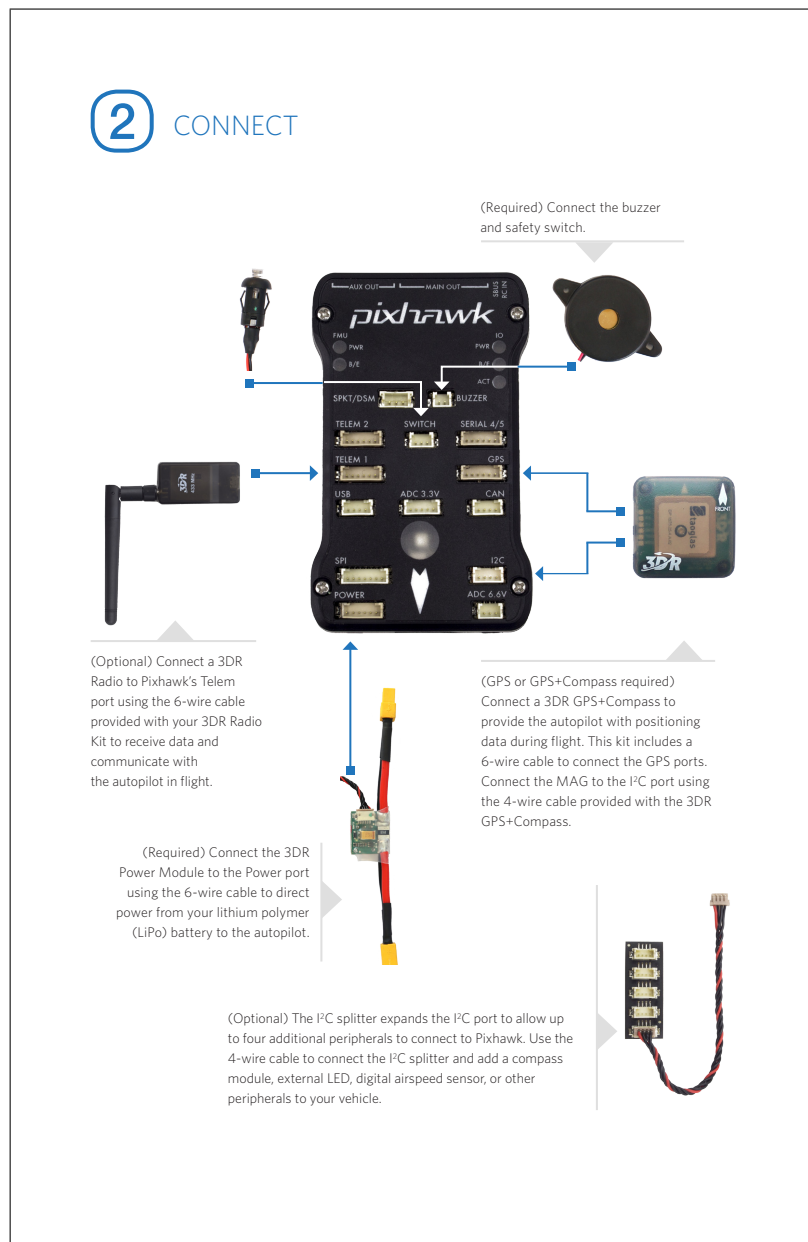 2 CONNECT
(Required) Connect the buzzer
and safety switch.
AUX OUT
MAIN OUT
SBUS
RC IN
pixhawk
FMU
IO
PWR
PWR
B/E
B/E
ACT
SPKT/DSM
BUZZER
TELEM 2
SWITCH
SERIAL 4/5
TELEM 1
GPS
USB
ADC 3.3V
CAN
SPI
I2C
POWER
ADC 6.6V
3DR
433 MHz
taoglas
FRONT
3DR
(Optional) Connect a 3DR
Radio to Pixhawk's Telem
port using the 6-wire cable
provided with your 3DR Radio
Kit to receive data and
communicate with
the autopilot in flight.
(GPS or GPS+Compass required)
Connect a 3DR GPS+Compass to
provide the autopilot with positioning
data during flight. This kit includes a
6-wire cable to connect the GPS ports.
Connect the MAG to the I²C port using
the 4-wire cable provided with the 3DR
GPS+Compass.
(Required) Connect the 3DR
Power Module to the Power port
using the 6-wire cable to direct
power from your lithium polymer
(LiPo) battery to the autopilot.
(Optional) The I²C splitter expands the I²C port to allow up
to four additional peripherals to connect to Pixhawk. Use the
4-wire cable to connect the I²C splitter and add a compass
module, external LED, digital airspeed sensor, or other
peripherals to your vehicle.